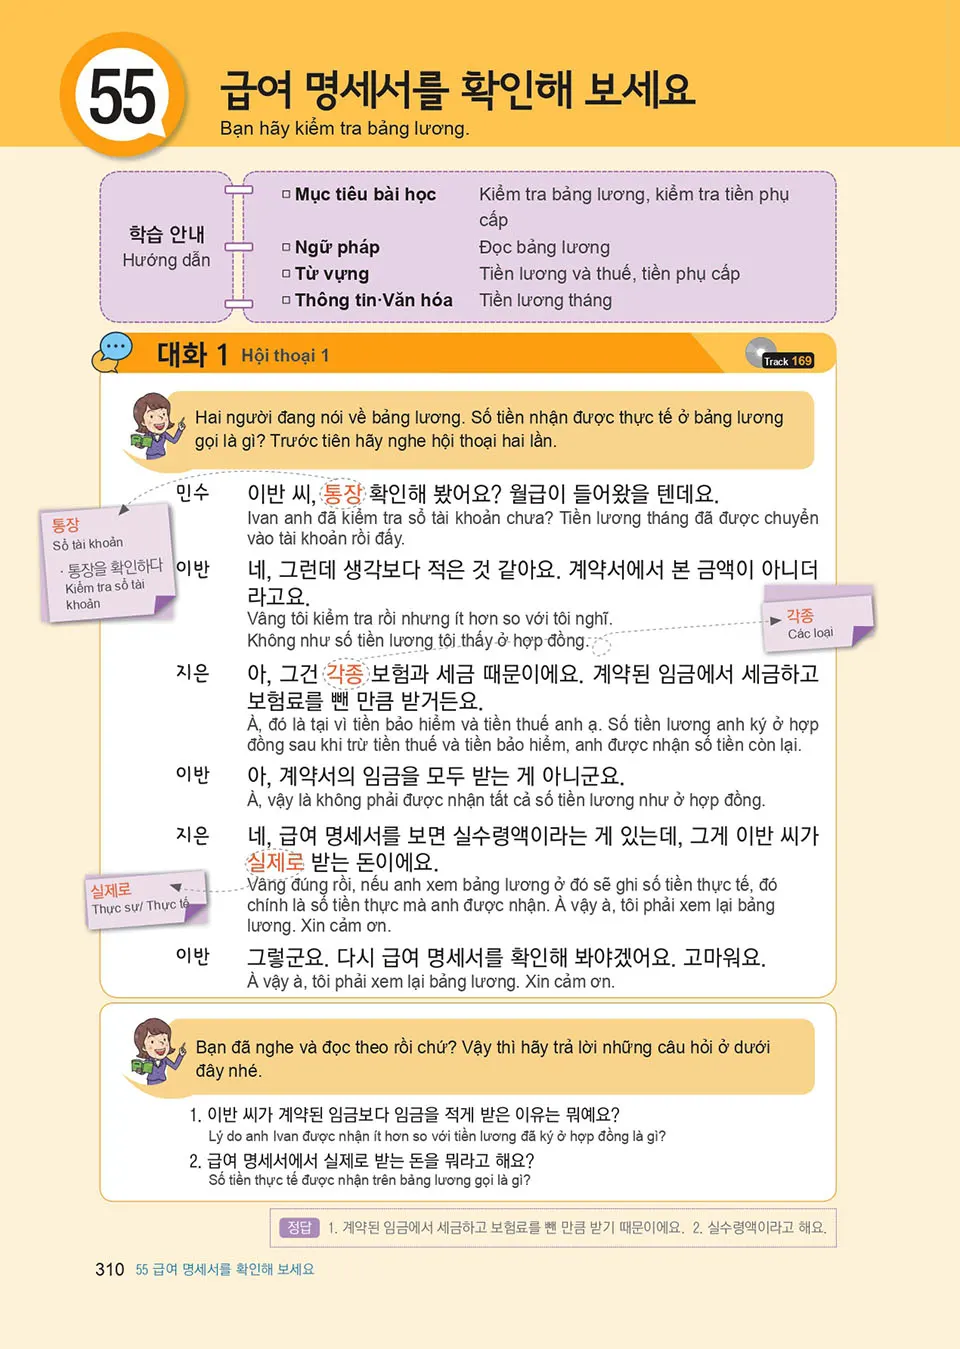 55
급여 명세서를 확인해 보세요
Bạn hãy kiểm tra bảng lương.
학습 안내
Hướng dẫn
□ Mục tiêu bài học Kiểm tra bảng lương, kiểm tra tiền phụ
cấp
□ Ngữ pháp Đọc bảng lương
□ Từ vựng Tiền lương và thuế, tiền phụ cấp
□ Thông tin·Văn hóa Tiền lương tháng
대화 1 Hội thoại 1
Track 169
Hai người đang nói về bảng lương. Số tiền nhận được thực tế ở bảng lương
gọi là gì? Trước tiên hãy nghe hội thoại hai lần.
민수 이반 씨, 통장 확인해 봤어요? 월급이 들어왔을 텐데요.
Ivan anh đã kiểm tra sổ tài khoản chưa? Tiền lương tháng đã được chuyển
vào tài khoản rồi đấy.
통장
Sổ tài khoản
· 통장을 확인하다
Kiểm tra sổ tài
khoản
이반 네, 그런데 생각보다 적은 것 같아요. 계약서에서 본 금액이 아니더
라고요.
Vâng tôi kiểm tra rồi nhưng ít hơn so với tôi nghĩ.
Không như số tiền lương tôi thấy ở hợp đồng.
각종
Các loại
지은 아, 그건 각종 보험과 세금 때문이에요. 계약된 임금에서 세금하고
보험료를 뺀 만큼 받거든요.
À, đó là tại vì tiền bảo hiểm và tiền thuế anh ạ. Số tiền lương anh ký ở hợp
đồng sau khi trừ tiền thuế và tiền bảo hiểm, anh được nhận số tiền còn lại.
이반 아, 계약서의 임금을 모두 받는 게 아니군요.
À, vậy là không phải được nhận tất cả số tiền lương như ở hợp đồng.
지은 네, 급여 명세서를 보면 실수령액이라는 게 있는데, 그게 이반 씨가
실제로 받는 돈이에요.
Vâng đúng rồi, nếu anh xem bảng lương ở đó sẽ ghi số tiền thực tế, đó
chính là số tiền thực mà anh được nhận. À vậy à, tôi phải xem lại bảng
lương. Xin cảm ơn.
실제로
Thực sự/ Thực tế
이반 그렇군요. 다시 급여 명세서를 확인해 봐야겠어요. 고마워요.
À vậy à, tôi phải xem lại bảng lương. Xin cảm ơn.
Bạn đã nghe và đọc theo rồi chứ? Vậy thì hãy trả lời những câu hỏi ở dưới
đây nhé.
1. 이반 씨가 계약된 임금보다 임금을 적게 받은 이유는 뭐예요?
Lý do anh Ivan được nhận ít hơn so với tiền lương đã ký ở hợp đồng là gì?
2. 급여 명세서에서 실제로 받는 돈을 뭐라고 해요?
Số tiền thực tế được nhận trên bảng lương gọi là gì?
정답 1. 계약된 임금에서 세금하고 보험료를 뺀 만큼 받기 때문이에요. 2. 실수령액이라고 해요.
310 55 급여 명세서를 확인해 보세요